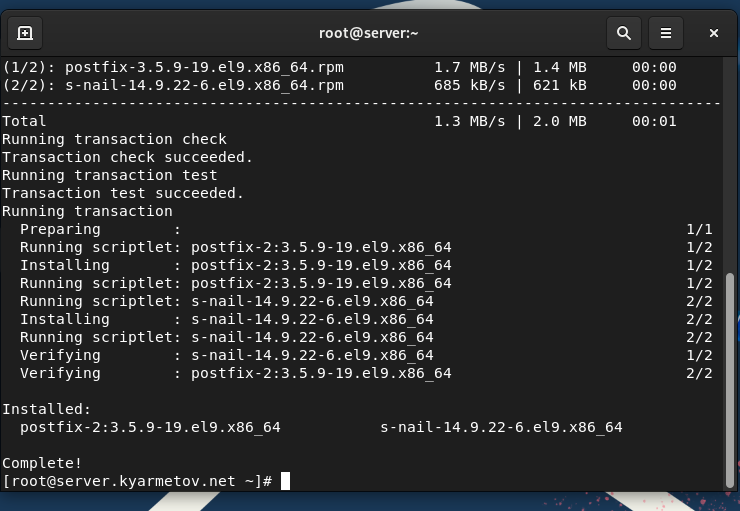 root@server:~
(1/2): postfix-3.5.9-19.el9.x86_64.rpm          1.7 MB/s | 1.4 MB     00:00
(2/2): s-nail-14.9.22-6.el9.x86_64.rpm          685 kB/s | 621 kB     00:00
--------------------------------------------------------------------------------
Total                                           1.3 MB/s | 2.0 MB     00:01
Running transaction check
Transaction check succeeded.
Running transaction test
Transaction test succeeded.
Running transaction
  Preparing        :                                                        1/1
  Running scriptlet: postfix-2:3.5.9-19.el9.x86_64                          1/2
  Installing       : postfix-2:3.5.9-19.el9.x86_64                          1/2
  Running scriptlet: postfix-2:3.5.9-19.el9.x86_64                          1/2
  Running scriptlet: s-nail-14.9.22-6.el9.x86_64                            2/2
  Installing       : s-nail-14.9.22-6.el9.x86_64                            2/2
  Running scriptlet: s-nail-14.9.22-6.el9.x86_64                            2/2
  Verifying        : s-nail-14.9.22-6.el9.x86_64                            1/2
  Verifying        : postfix-2:3.5.9-19.el9.x86_64                          2/2
Installed:
  postfix-2:3.5.9-19.el9.x86_64           s-nail-14.9.22-6.el9.x86_64
Complete!
[root@server.kyarmetov.net ~]#